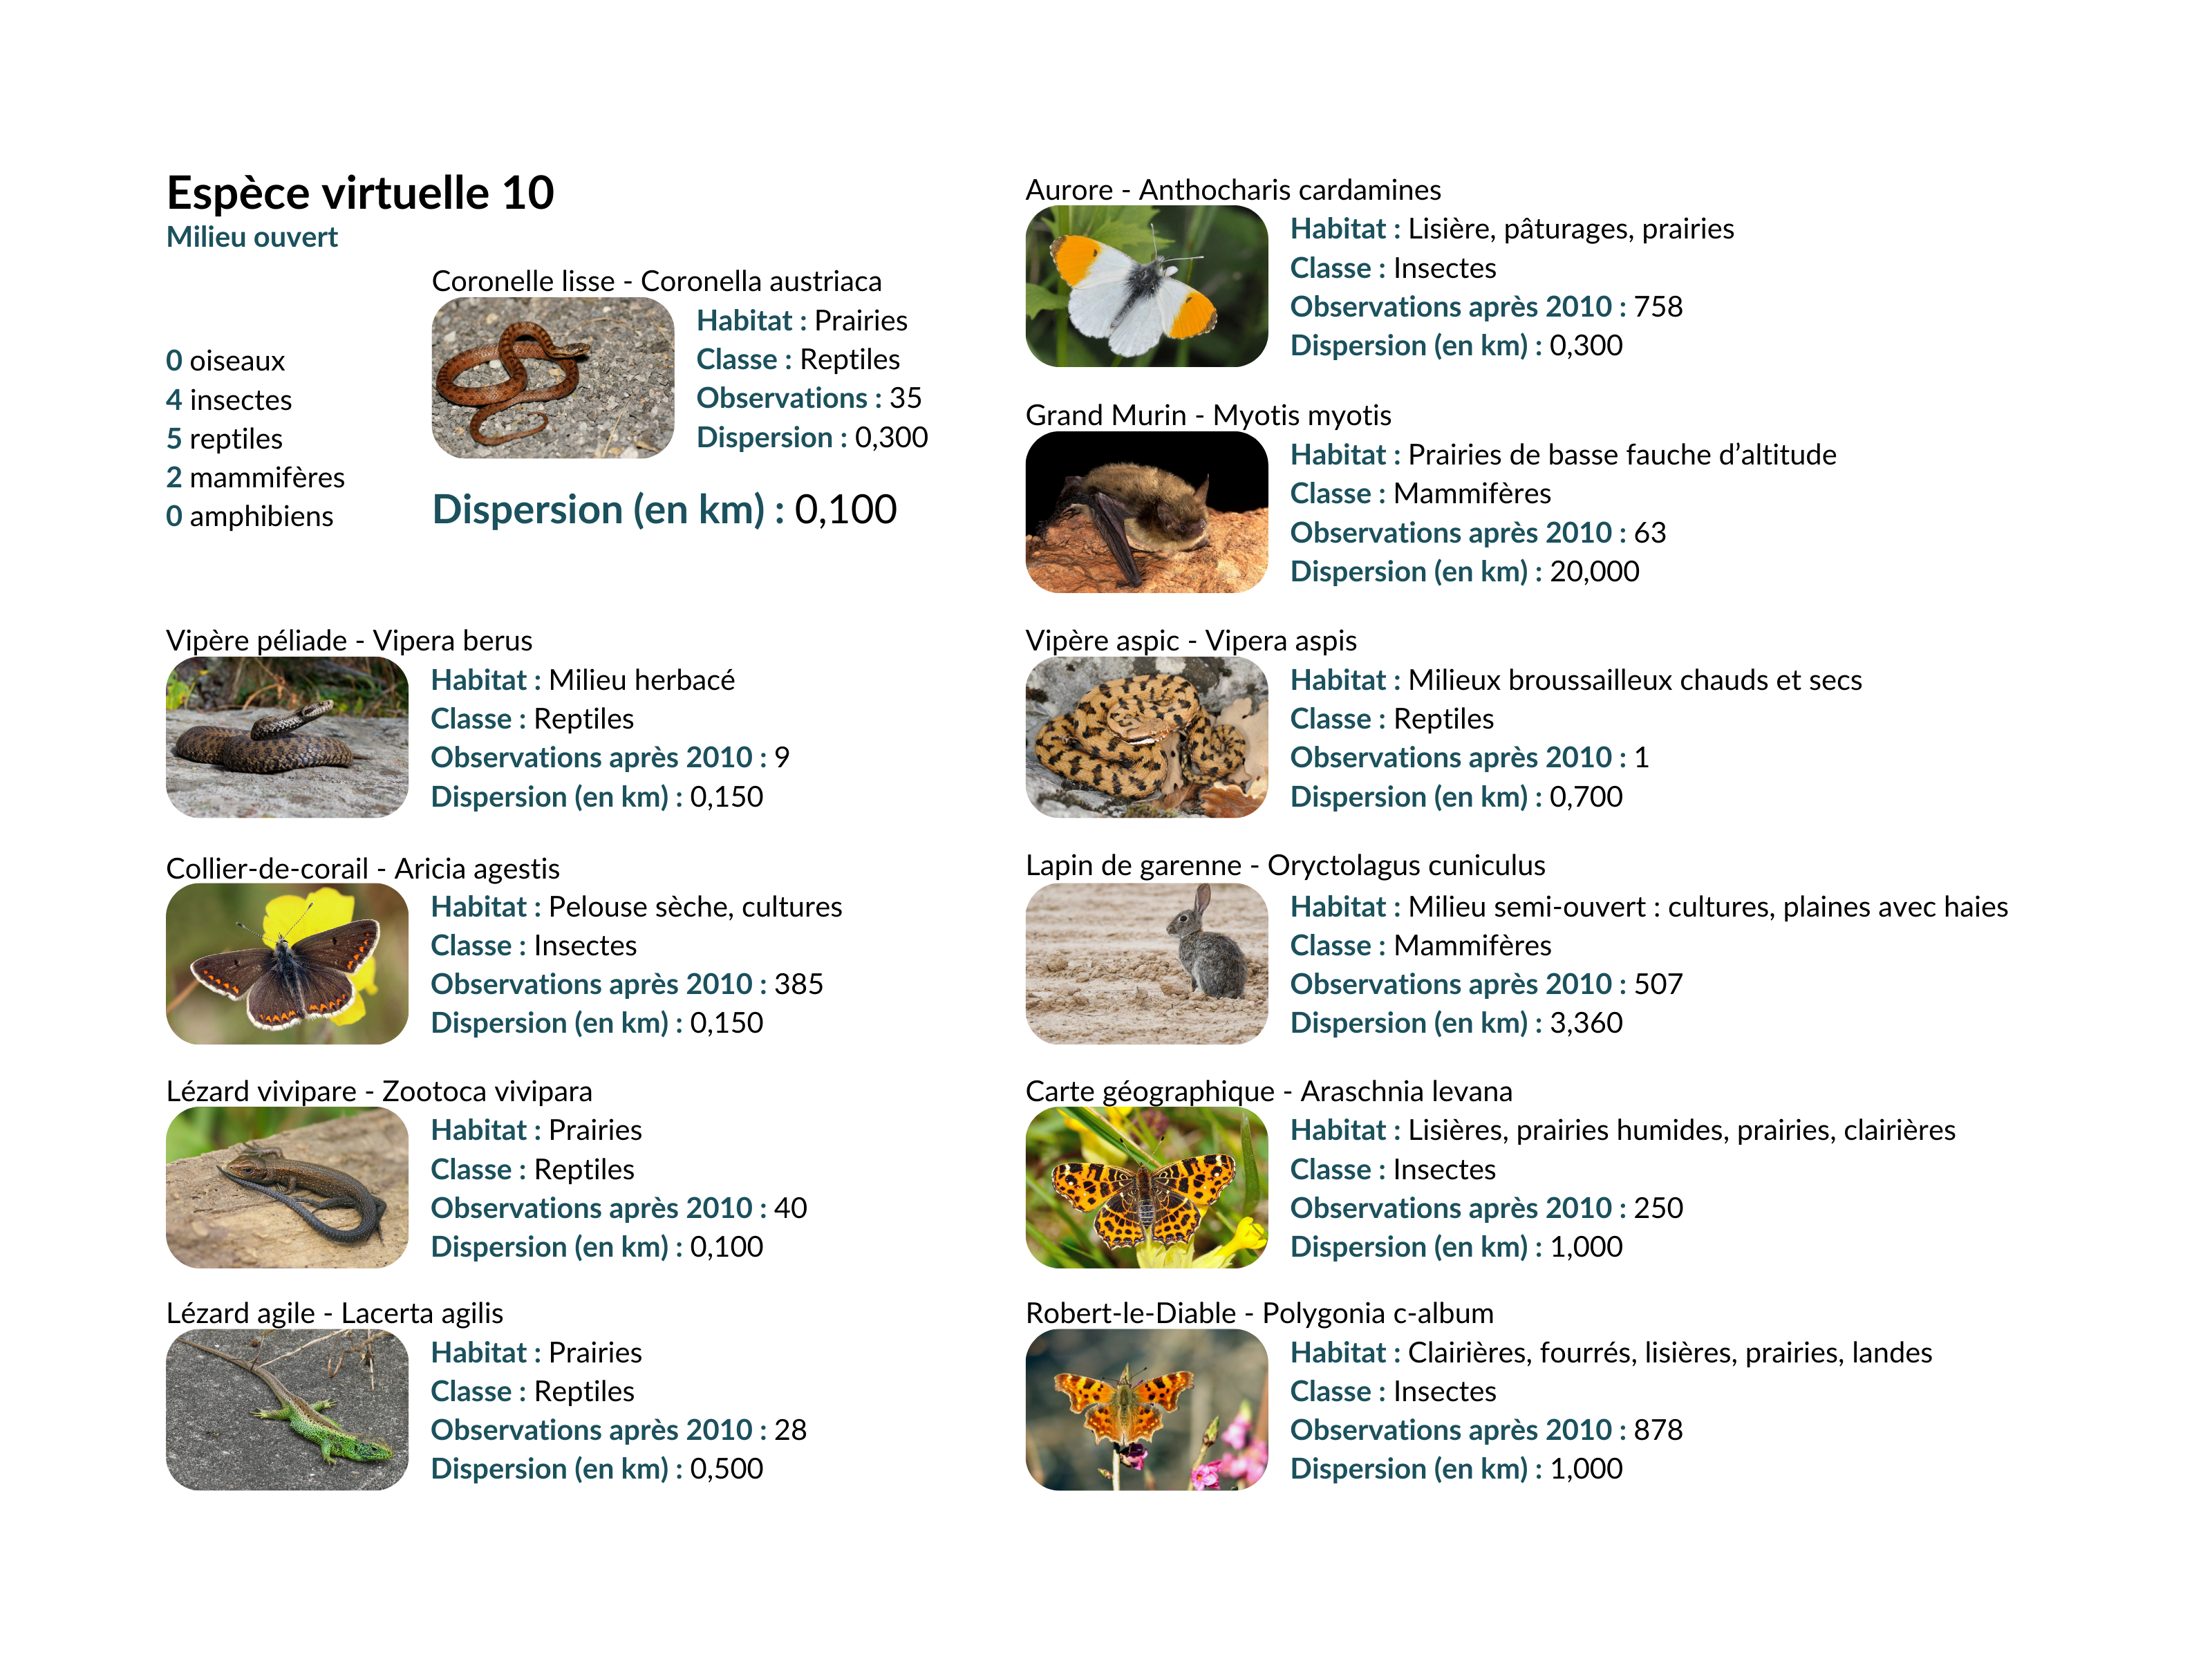 Espèce virtuelle 10
Milieu ouvert
0 oiseaux
4 insectes
5 reptiles
2 mammifères
0 amphibiens
Coronelle lisse - Coronella austriaca
Habitat : Prairies
Classe : Reptiles
Observations : 35
Dispersion : 0,300
Dispersion (en km) : 0,100
Vipère péliade - Vipera berus
Habitat : Milieu herbacé
Classe : Reptiles
Observations après 2010 : 9
Dispersion (en km) : 0,150
Collier-de-corail - Aricia agestis
Habitat : Pelouse sèche, cultures
Classe : Insectes
Observations après 2010 : 385
Dispersion (en km) : 0,150
Lézard vivipare - Zootoca vivipara
Habitat : Prairies
Classe : Reptiles
Observations après 2010 : 40
Dispersion (en km) : 0,100
Lézard agile - Lacerta agilis
Habitat : Prairies
Classe : Reptiles
Observations après 2010 : 28
Dispersion (en km) : 0,500
Aurore - Anthocharis cardamines
Habitat : Lisière, pâturages, prairies
Classe : Insectes
Observations après 2010 : 758
Dispersion (en km) : 0,300
Grand Murin - Myotis myotis
Habitat : Prairies de basse fauche d’altitude
Classe : Mammifères
Observations après 2010 : 63
Dispersion (en km) : 20,000
Vipère aspic - Vipera aspis
Habitat : Milieux broussailleux chauds et secs
Classe : Reptiles
Observations après 2010 : 1
Dispersion (en km) : 0,700
Lapin de garenne - Oryctolagus cuniculus
Habitat : Milieu semi-ouvert : cultures, plaines avec haies
Classe : Mammifères
Observations après 2010 : 507
Dispersion (en km) : 3,360
Carte géographique - Araschnia levana
Habitat : Lisières, prairies humides, prairies, clairières
Classe : Insectes
Observations après 2010 : 250
Dispersion (en km) : 1,000
Robert-le-Diable - Polygonia c-album
Habitat : Clairières, fourrés, lisières, prairies, landes
Classe : Insectes
Observations après 2010 : 878
Dispersion (en km) : 1,000